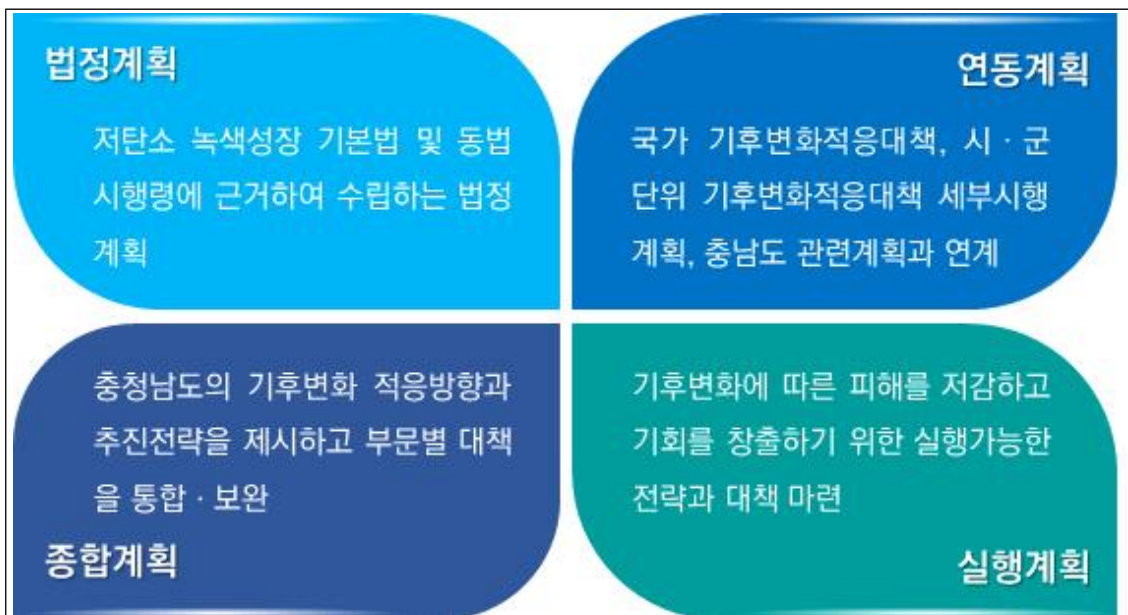 법정계획
저탄소 녹색성장 기본법 및 동법
시행령에 근거하여 수립하는 법정
계획
연동계획
국가 기후변화적응대책, 시 · 군
단위 기후변화적응대책 세부시행
계획, 충남도 관련계획과 연계
충청남도의 기후변화 적응방향과
추진전략을 제시하고 부문별 대책
을 통합 · 보완
종합계획
기후변화에 따른 피해를 저감하고
기회를 창출하기 위한 실행가능한
전략과 대책 마련
실행계획